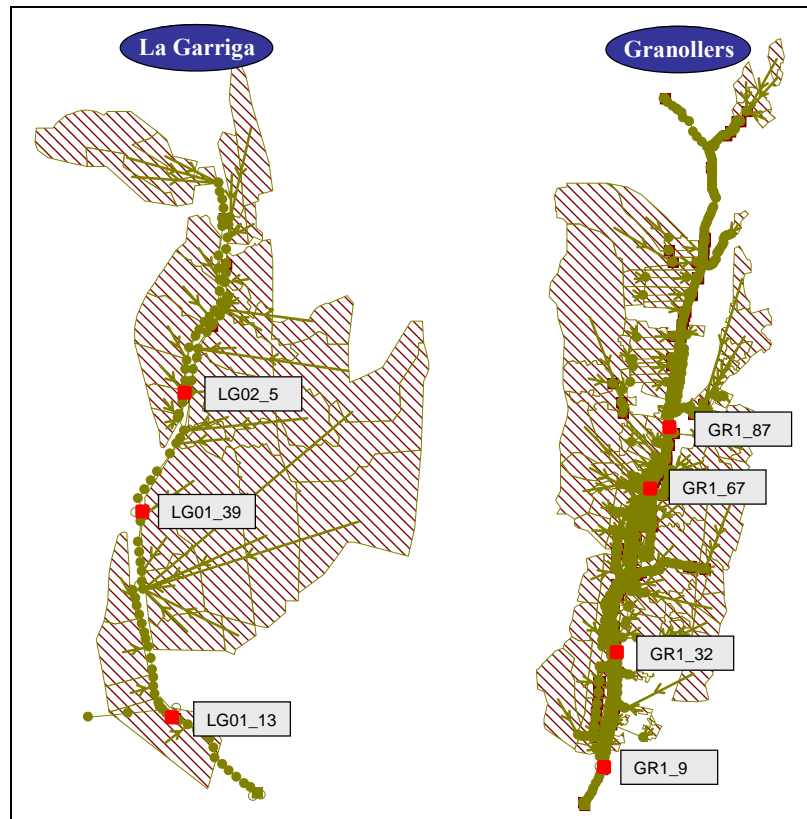 La Garriga
Granollers
LG02_5
LG01_39
LG01_13
GR1_87
GR1_67
GR1_32
GR1_9